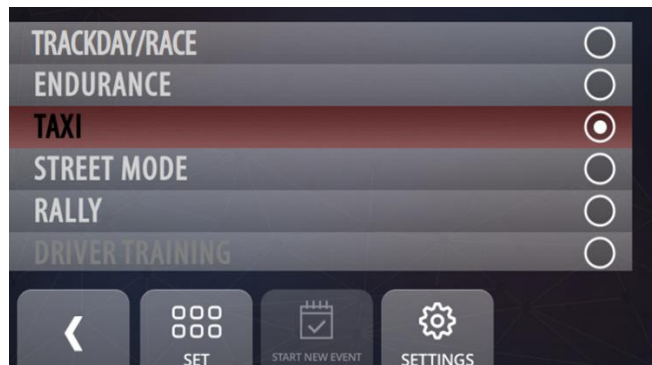 TRACKDAY/RACE
ENDURANCE
TAXI
STREET MODE
RALLY
DRIVER TRAINING
SET
START NEW EVENT
SETTINGS